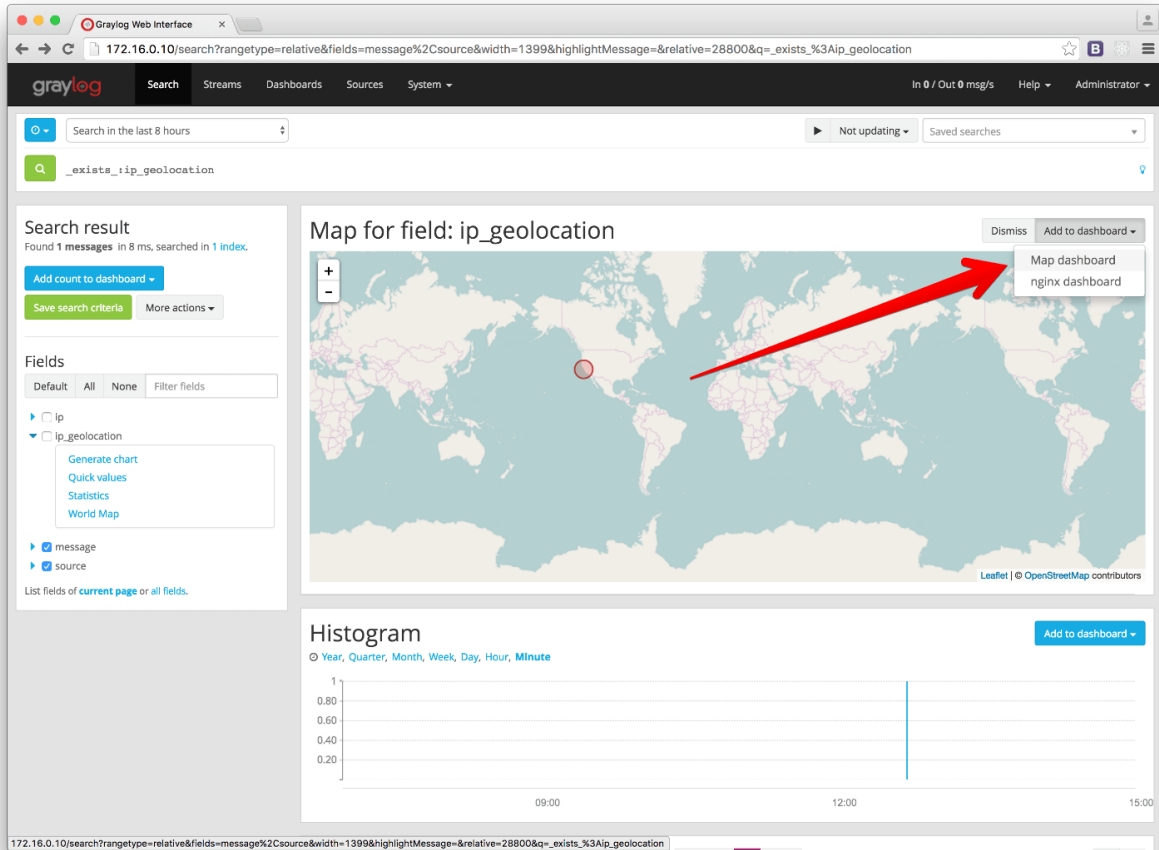 Graylog Web Interface
172.16.0.10/search?rangetype=relative&fields=message%2Csource&width=1399&highlightMessage=&relative=28800&q=_exists_%3Aip_geolocation
B
graylog
Search Streams Dashboards Sources System
In 0 / Out 0 msg/s Help Administrator
Search in the last 8 hours
Not updating
Saved searches
_exists_:ip_geolocation
Search result
Found 1 messages in 8 ms, searched in 1 index.
Add count to dashboard
Save search criteria More actions
Fields
Default All None Filter fields
ip
ip_geolocation
Generate chart
Quick values
Statistics
World Map
message
source
List fields of current page or all fields.
Map for field: ip_geolocation
Dismiss Add to dashboard
Map dashboard
nginx dashboard
+
-
Leaflet | © OpenStreetMap contributors
Histogram
Add to dashboard
Year, Quarter, Month, Week, Day, Hour, Minute
1
0.80
0.60
0.40
0.20
09:00 12:00 15:00
172.16.0.10/search?rangetype=relative&fields=message%2Csource&width=1399&highlightMessage=&relative=28800&q=_exists_%3Aip_geolocation